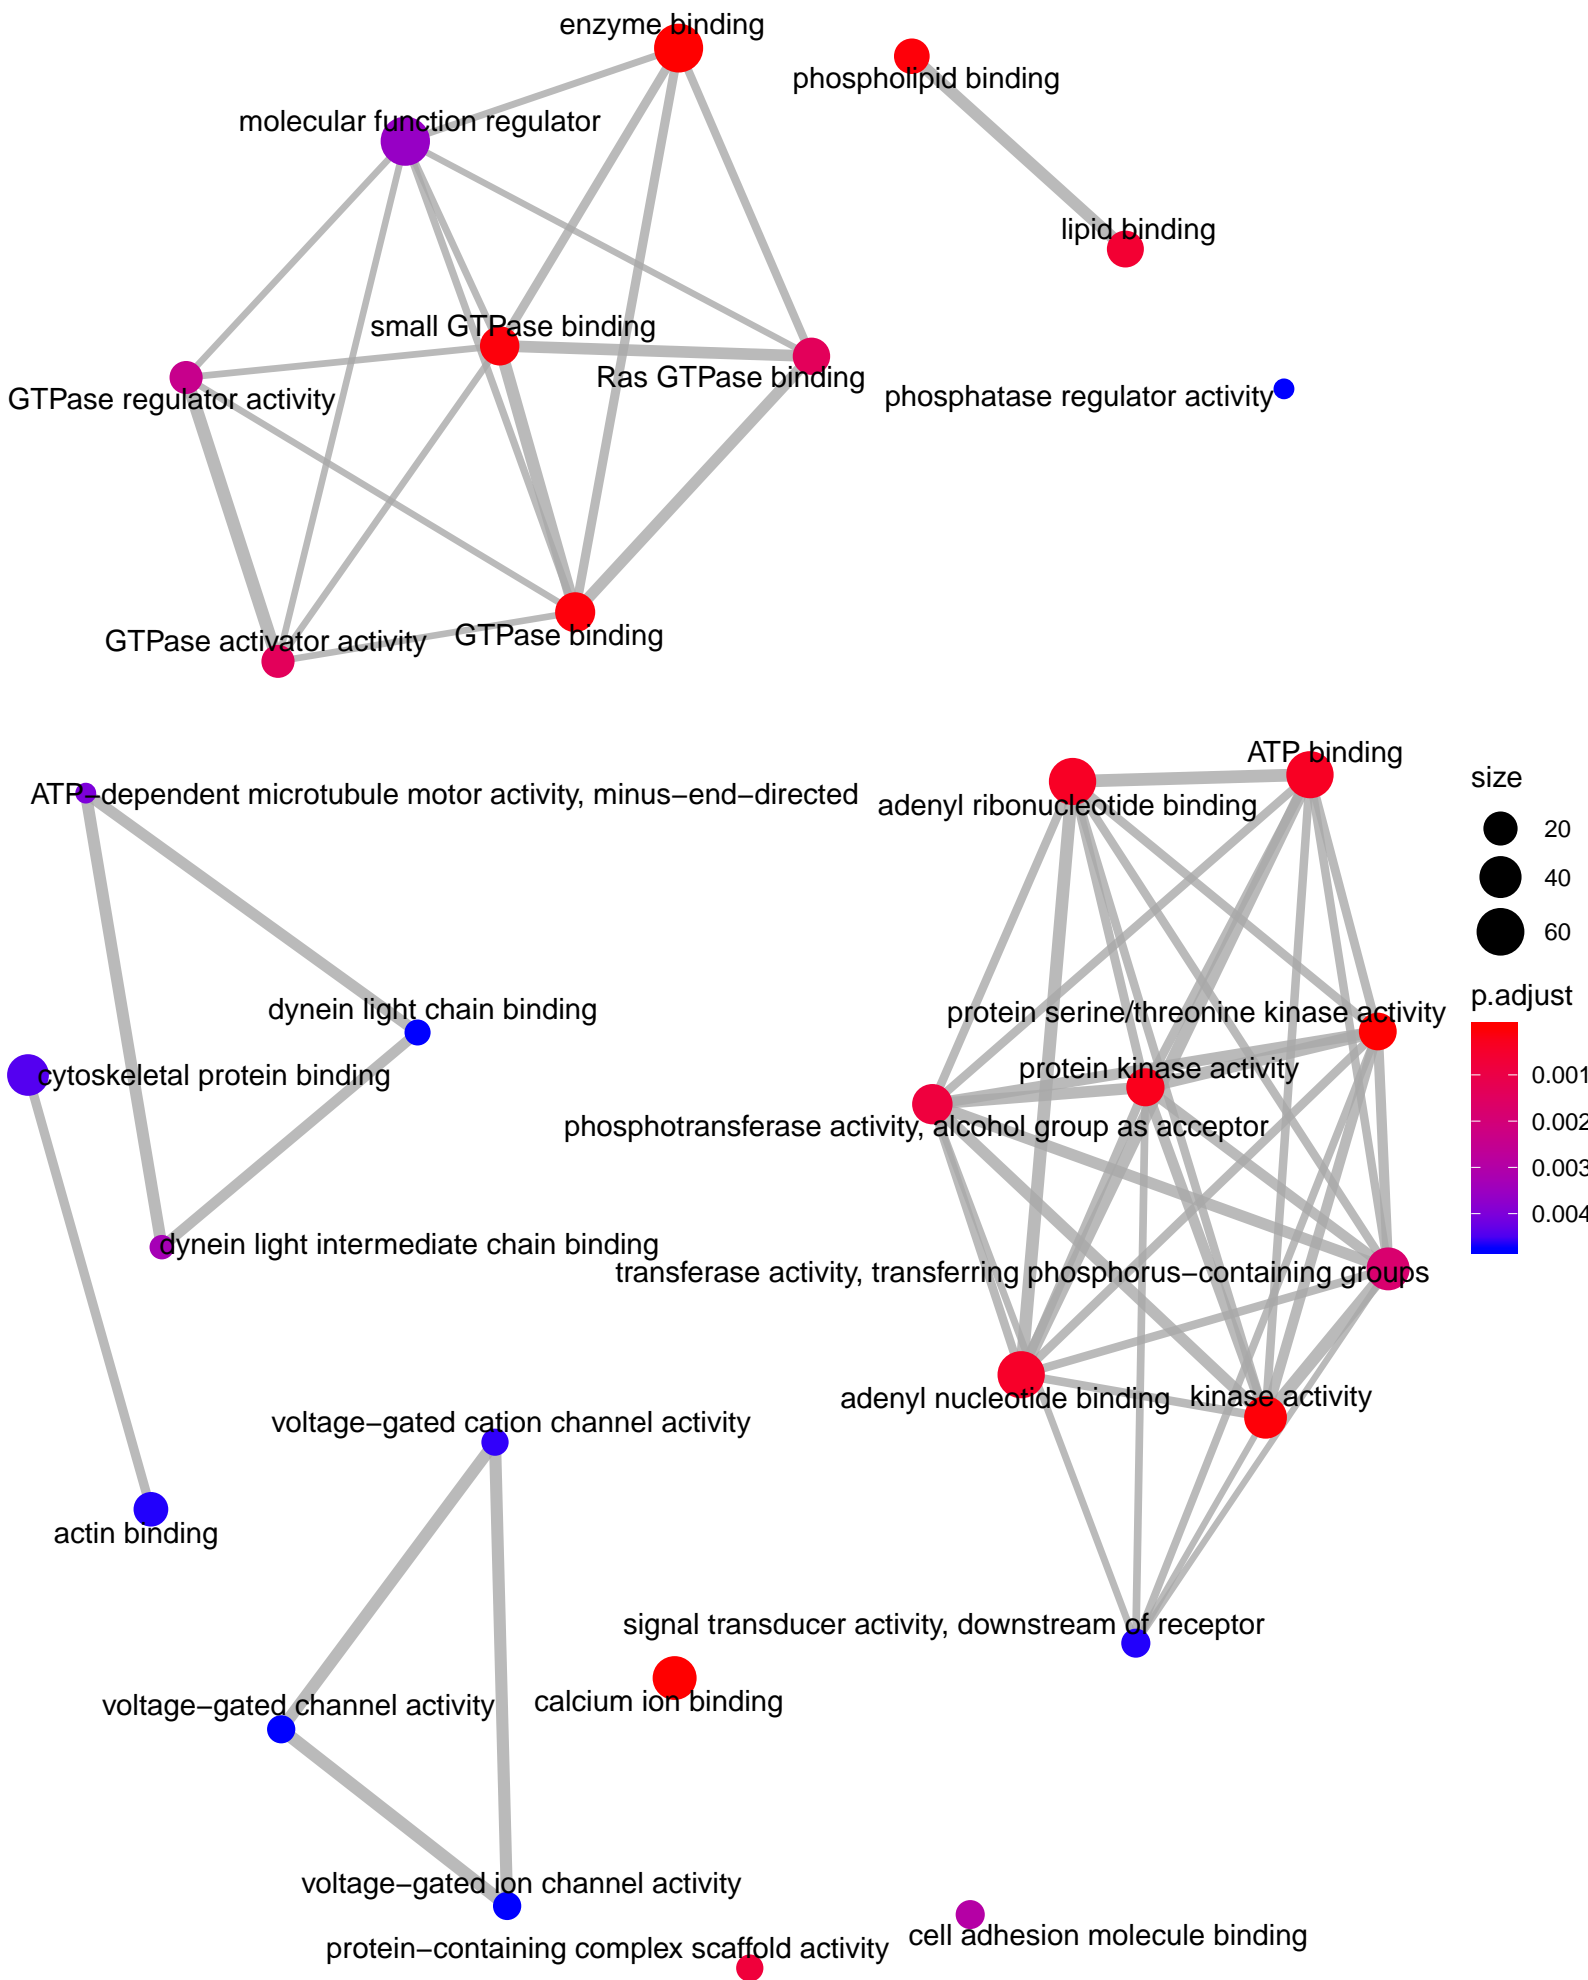 enzyme binding
phospholipid binding
molecular function regulator
lipid binding
small GTPase binding
Ras GTPase binding
GTPase regulator activity
phosphatase regulator activity
GTPase activator activity
GTPase binding
ATP binding
adenyl ribonucleotide binding
ATP−dependent microtubule motor activity, minus−end−directed
dynein light chain binding
protein serine/threonine kinase activity
protein kinase activity
cytoskeletal protein binding
phosphotransferase activity, alcohol group as acceptor
dynein light intermediate chain binding
transferase activity, transferring phosphorus−containing groups
adenyl nucleotide binding
kinase activity
voltage−gated cation channel activity
actin binding
signal transducer activity, downstream of receptor
calcium ion binding
voltage−gated channel activity
voltage−gated ion channel activity
cell adhesion molecule binding
protein−containing complex scaffold activity
size
20
40
60
p.adjust
0.001
0.002
0.003
0.004